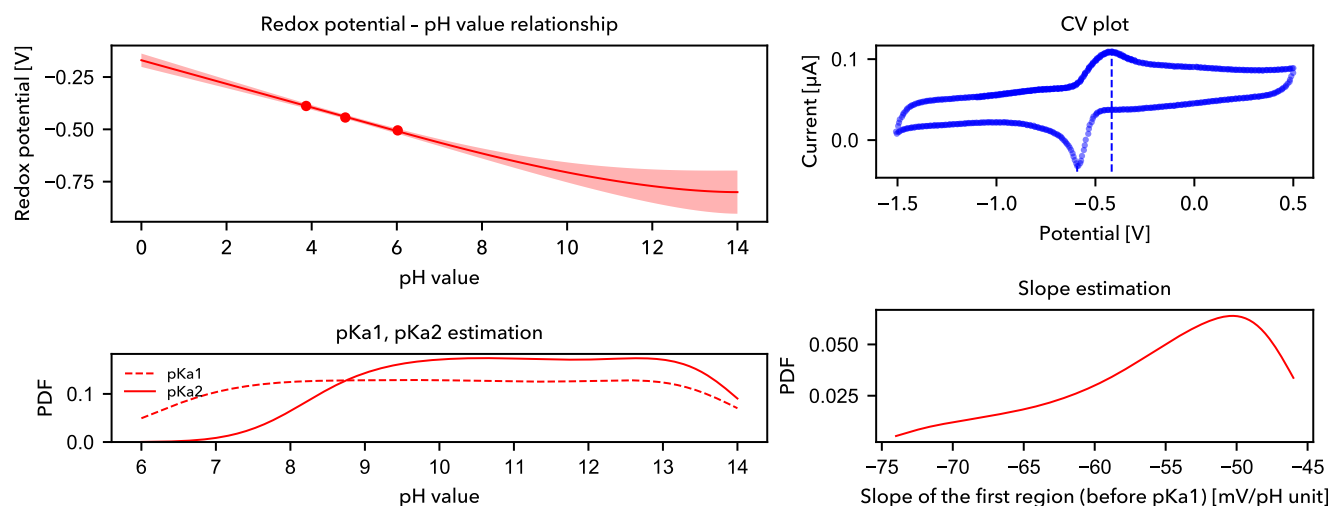 Redox potential – pH value relationship
Redox potential [V]
−0.25
−0.50
−0.75
0 2 4 6 8 10 12 14
pH value
CV plot
Current [µA]
0.1
0.0
−1.5 −1.0 −0.5 0.0 0.5
Potential [V]
pKa1, pKa2 estimation
PDF
0.1
0.0
pKa1
pKa2
6 7 8 9 10 11 12 13 14
pH value
Slope estimation
PDF
0.050
0.025
−75 −70 −65 −60 −55 −50 −45
Slope of the first region (before pKa1) [mV/pH unit]